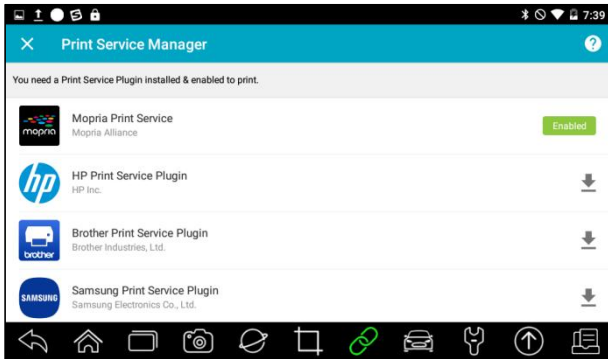 7:39
Print Service Manager
?
You need a Print Service Plugin installed & enabled to print.
mopria
Mopria Print Service
Mopria Alliance
Enabled
hp
HP Print Service Plugin
HP Inc.
brother
Brother Print Service Plugin
Brother Industries, Ltd.
SAMSUNG
Samsung Print Service Plugin
Samsung Electronics Co., Ltd.